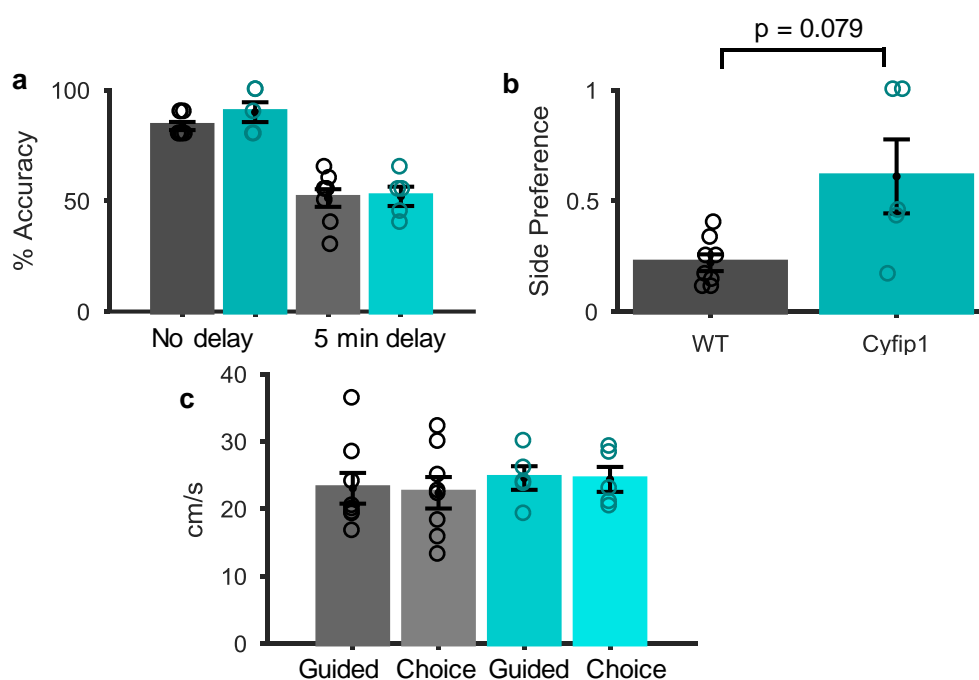 p = 0.079
a
b
% Accuracy
100
50
0
No delay
5 min delay
Side Preference
1
0.5
0
WT
Cyfip1
c
cm/s
40
30
20
10
0
Guided
Choice
Guided
Choice